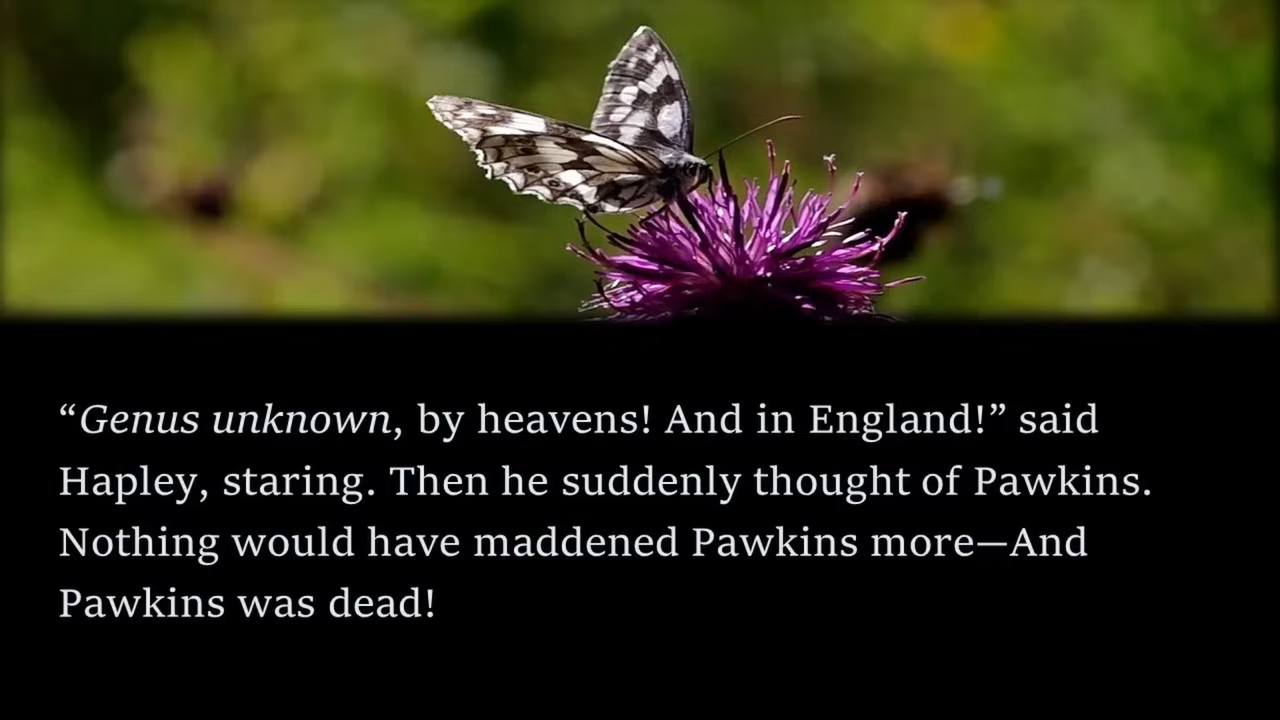 “Genus unknown, by heavens! And in England!” said
Hapley, staring. Then he suddenly thought of Pawkins.
Nothing would have maddened Pawkins more—And
Pawkins was dead!